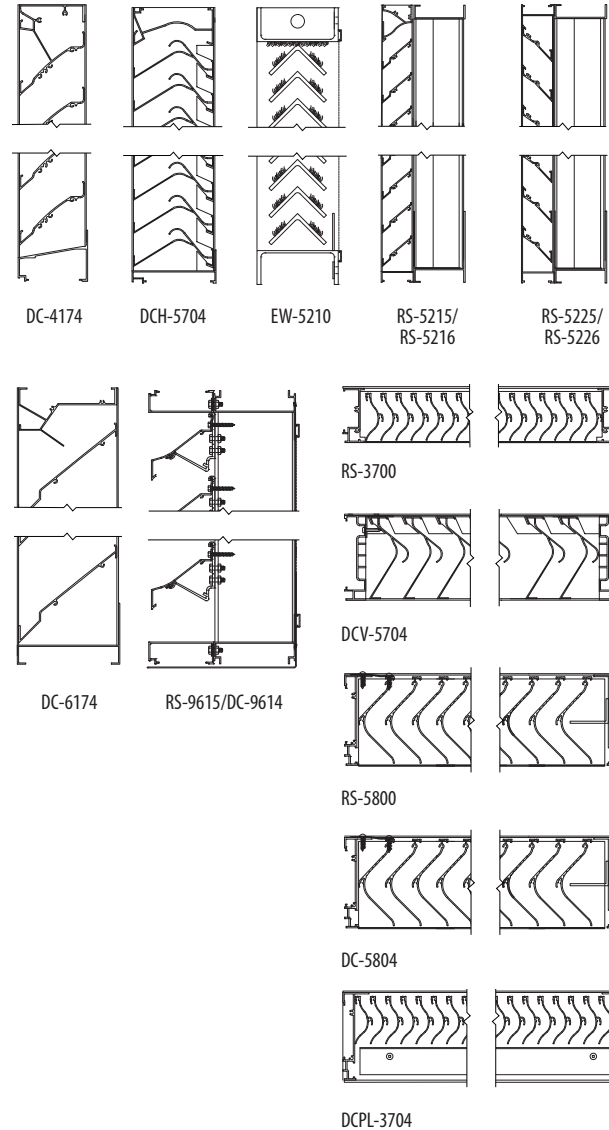 DC-4174
DCH-5704
EW-5210
RS-5215/
RS-5216
RS-5225/
RS-5226
RS-3700
DCV-5704
DC-6174
RS-9615/DC-9614
RS-5800
DC-5804
DCPL-3704